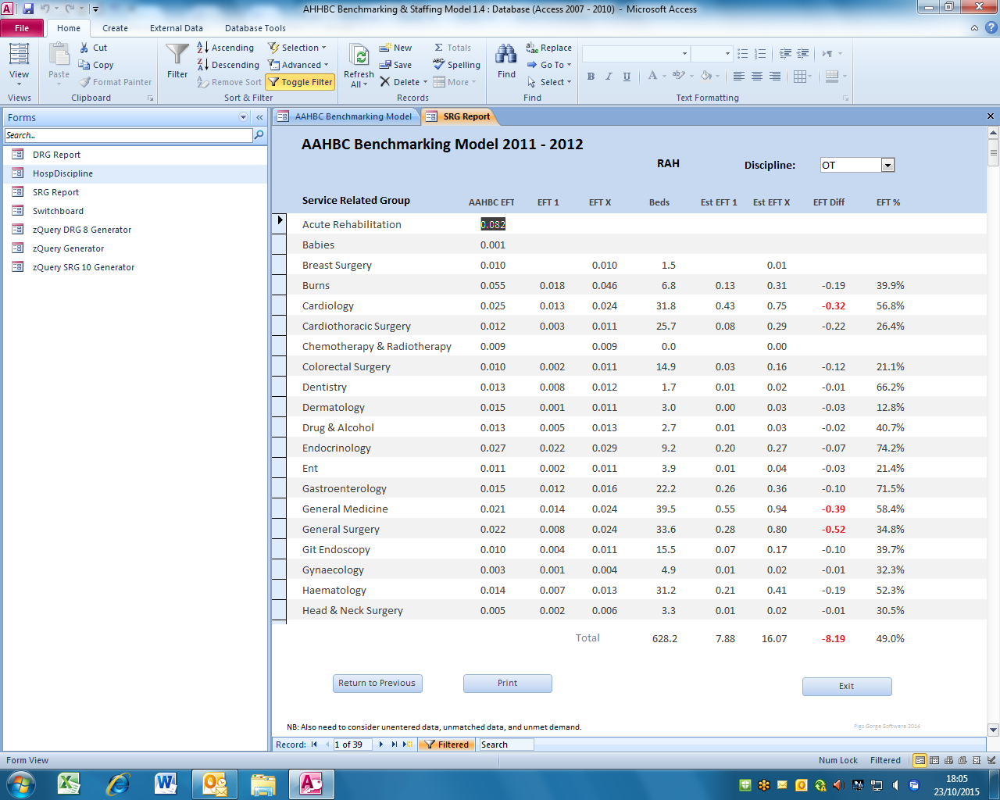 AHHBC Benchmarking & Staffing Model 1.4 : Database (Access 2007 - 2010) - Microsoft Access
File Home Create External Data Database Tools
View Paste Cut Copy Format Painter Filter Ascending Descending Remove Sort Selection Advanced Toggle Filter Refresh All New Save Delete Totals Spelling More Find Replace Go To Select
Views Clipboard Sort & Filter Records Find Text Formatting
Forms
Search...
DRG Report
HospDiscipline
SRG Report
Switchboard
zQuery DRG 8 Generator
zQuery Generator
zQuery SRG 10 Generator
AAHBC Benchmarking Model SRG Report
AAHBC Benchmarking Model 2011 - 2012
RAH Discipline: OT
Service Related Group AAHBC EFT EFT 1 EFT X Beds Est EFT 1 Est EFT X EFT Diff EFT %
Acute Rehabilitation 0.082
Babies 0.001
Breast Surgery 0.010 0.010 1.5 0.01
Burns 0.055 0.018 0.046 6.8 0.13 0.31 -0.19 39.9%
Cardiology 0.025 0.013 0.024 31.8 0.43 0.75 -0.32 56.8%
Cardiothoracic Surgery 0.012 0.003 0.011 25.7 0.08 0.29 -0.22 26.4%
Chemotherapy & Radiotherapy 0.009 0.009 0.0 0.00
Colorectal Surgery 0.010 0.002 0.011 14.9 0.03 0.16 -0.12 21.1%
Dentistry 0.013 0.008 0.012 1.7 0.01 0.02 -0.01 66.2%
Dermatology 0.015 0.001 0.011 3.0 0.00 0.03 -0.03 12.8%
Drug & Alcohol 0.013 0.005 0.013 2.7 0.01 0.03 -0.02 40.7%
Endocrinology 0.027 0.022 0.029 9.2 0.20 0.27 -0.07 74.2%
Ent 0.011 0.002 0.011 3.9 0.01 0.04 -0.03 21.4%
Gastroenterology 0.015 0.012 0.016 22.2 0.26 0.36 -0.10 71.5%
General Medicine 0.021 0.014 0.024 39.5 0.55 0.94 -0.39 58.4%
General Surgery 0.022 0.008 0.024 33.6 0.28 0.80 -0.52 34.8%
Git Endoscopy 0.010 0.004 0.011 15.5 0.07 0.17 -0.10 39.7%
Gynaecology 0.003 0.001 0.004 4.9 0.01 0.02 -0.01 32.3%
Haematology 0.014 0.007 0.013 31.2 0.21 0.41 -0.19 52.3%
Head & Neck Surgery 0.005 0.002 0.006 3.3 0.01 0.02 -0.01 30.5%
Total 628.2 7.88 16.07 -8.19 49.0%
Return to Previous Print Exit
NB: Also need to consider unentered data, unmatched data, and unmet demand.
Pigs Gorge Software 2014
Record: 1 of 39 Filtered Search
Form View Num Lock Filtered
18:05
23/10/2015